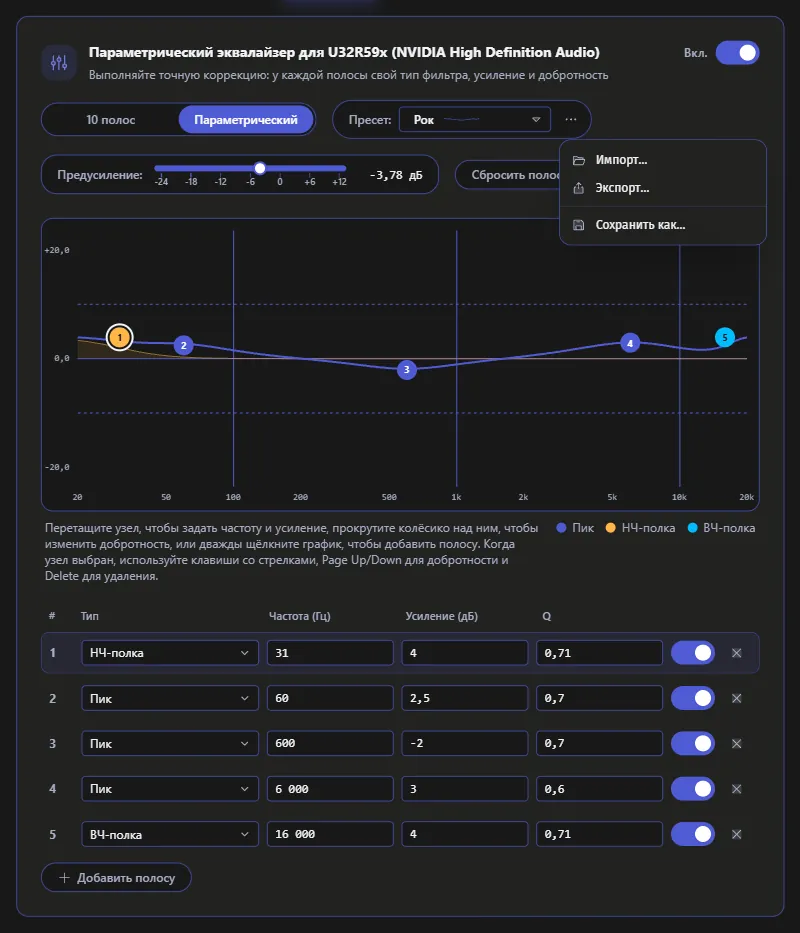 Параметрический эквалайзер для U32R59x (NVIDIA High Definition Audio)
Вкл.
Выполняйте точную коррекцию: у каждой полосы свой тип фильтра, усиление и добротность
10 полос
Параметрический
Пресет:
Рок
...
Импорт...
Экспорт...
Сохранить как...
Предусиление:
-24 -18 -12 -6 0 +6 +12
-3,78 дБ
Сбросить поло
+20,0
0,0
-20,0
1
2
3
4
5
20 50 100 200 500 1k 2k 5k 10k 20k
Перетащите узел, чтобы задать частоту и усиление, прокрутите колёсико над ним, чтобы
изменить добротность, или дважды щёлкните график, чтобы добавить полосу. Когда
узел выбран, используйте клавиши со стрелками, Page Up/Down для добротности и
Delete для удаления.
Пик НЧ-полка ВЧ-полка
# Тип Частота (Гц) Усиление (дБ) Q
1 НЧ-полка 31 4 0,71
2 Пик 60 2,5 0,7
3 Пик 600 -2 0,7
4 Пик 6 000 3 0,6
5 ВЧ-полка 16 000 4 0,71
+ Добавить полосу